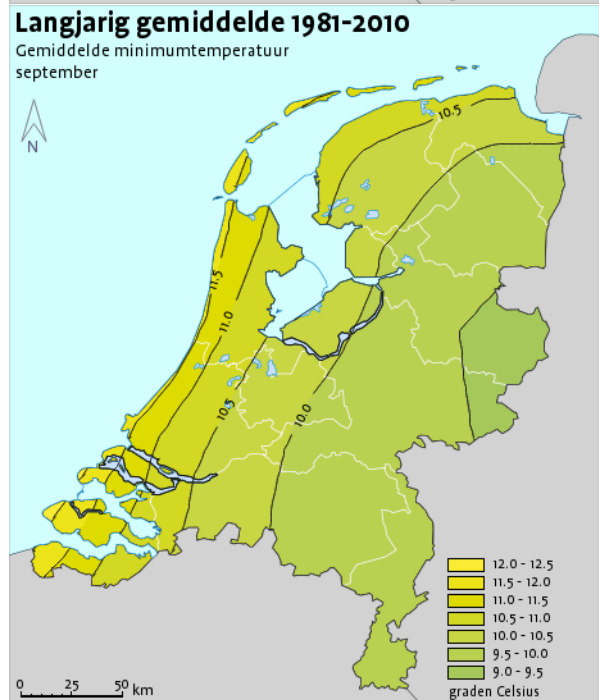 Langjarig gemiddelde 1981-2010
Gemiddelde minimumtemperatuur
september
N
10.5
11.5
11.0
10.5
10.0
12.0 - 12.5
11.5 - 12.0
11.0 - 11.5
10.5 - 11.0
10.0 - 10.5
9.5 - 10.0
9.0 - 9.5
graden Celsius
0 25 50 km